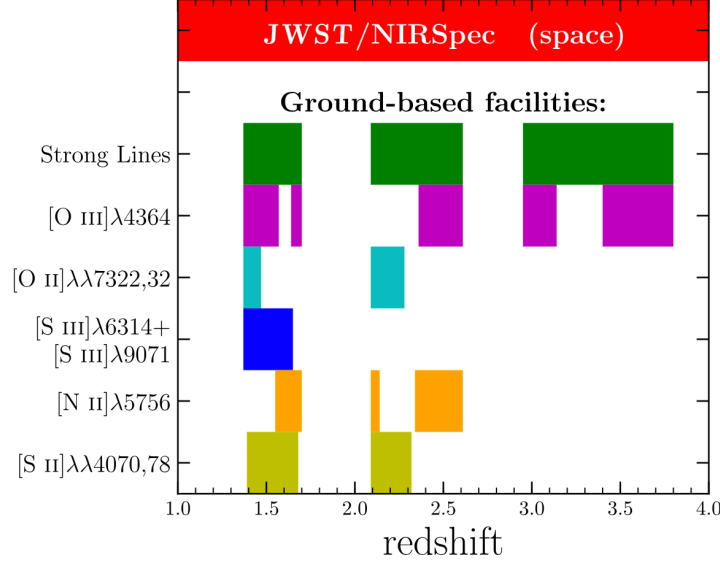 JWST/NIRSpec (space)
Ground-based facilities:
Strong Lines
[O III]λ4364
[O II]λλ7322,32
[S III]λ6314+
[S III]λ9071
[N II]λ5756
[S II]λλ4070,78
1.0 1.5 2.0 2.5 3.0 3.5 4.0
redshift